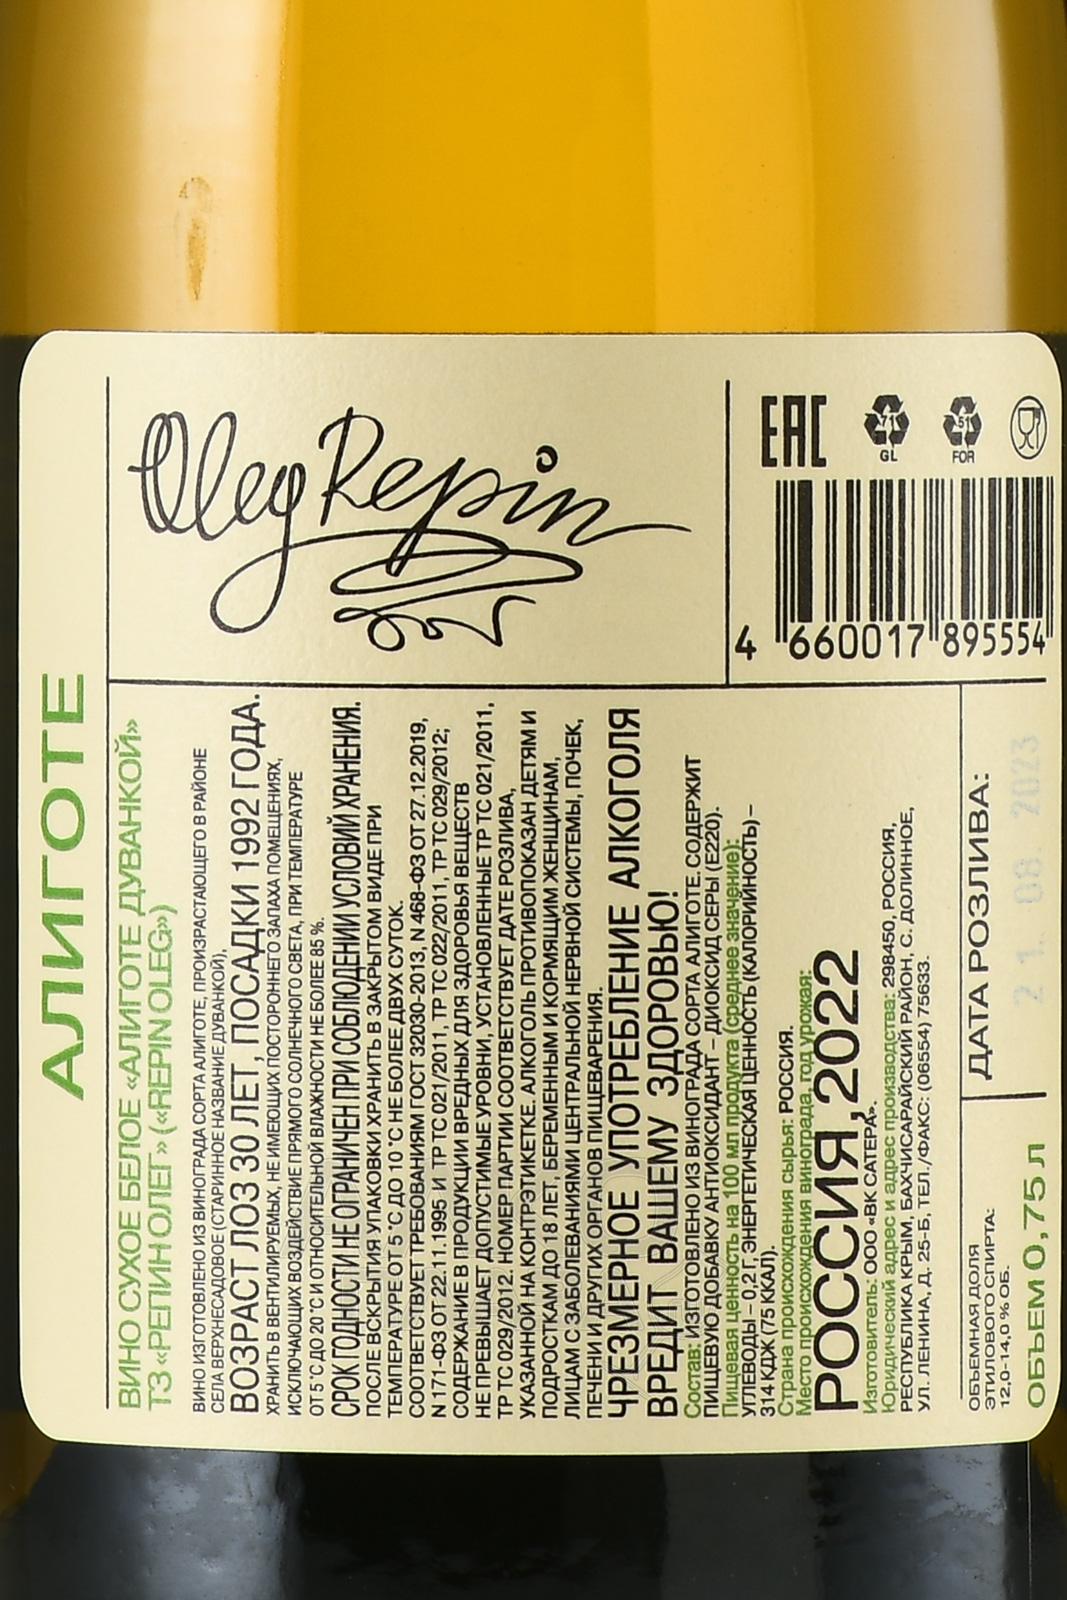 АЛИГОТЕ
ВИНО СУХОЕ БЕЛОЕ «АЛИГОТЕ ДУВАНКОЙ»
ТЗ «РЕПИН ОЛЕГ» («REPIN OLEG»)
ВИНО ИЗГОТОВЛЕНО ИЗ ВИНОГРАДА СОРТА АЛИГОТЕ, ПРОИЗРАСТАЮЩЕГО В РАЙОНЕ
СЕЛА ВЕРХНЕСАДОВОЕ (СТАРИННОЕ НАЗВАНИЕ ДУВАНКОЙ),
ВОЗРАСТ ЛОЗ 30 ЛЕТ, ПОСАДКИ 1992 ГОДА.
ХРАНИТЬ В ВЕНТИЛИРУЕМЫХ, НЕ ИМЕЮЩИХ ПОСТОРОННЕГО ЗАПАХА ПОМЕЩЕНИЯХ,
ИСКЛЮЧАЮЩИХ ВОЗДЕЙСТВИЕ ПРЯМОГО СОЛНЕЧНОГО СВЕТА, ПРИ ТЕМПЕРАТУРЕ
ОТ 5 °С ДО 20 °С И ОТНОСИТЕЛЬНОЙ ВЛАЖНОСТИ НЕ БОЛЕЕ 85 %.
СРОК ГОДНОСТИ НЕ ОГРАНИЧЕН ПРИ СОБЛЮДЕНИИ УСЛОВИЙ ХРАНЕНИЯ.
ПОСЛЕ ВСКРЫТИЯ УПАКОВКИ ХРАНИТЬ В ЗАКРЫТОМ ВИДЕ ПРИ
ТЕМПЕРАТУРЕ ОТ 5 °С ДО 10 °С НЕ БОЛЕЕ ДВУХ СУТОК.
СООТВЕТСТВУЕТ ТРЕБОВАНИЯМ ГОСТ 32030-2013, N 468-ФЗ ОТ 27.12.2019,
N 171-ФЗ ОТ 22.11.1995 И ТР ТС 021/2011, ТР ТС 022/2011, ТР ТС 029/2012;
СОДЕРЖАНИЕ В ПРОДУКЦИИ ВРЕДНЫХ ДЛЯ ЗДОРОВЬЯ ВЕЩЕСТВ
НЕ ПРЕВЫШАЕТ ДОПУСТИМЫЕ УРОВНИ, УСТАНОВЛЕННЫЕ ТР ТС 021/2011,
ТР ТС 029/2012. НОМЕР ПАРТИИ СООТВЕТСТВУЕТ ДАТЕ РОЗЛИВА,
УКАЗАННОЙ НА КОНТРЭТИКЕТКЕ. АЛКОГОЛЬ ПРОТИВОПОКАЗАН ДЕТЯМ И
ПОДРОСТКАМ ДО 18 ЛЕТ, БЕРЕМЕННЫМ И КОРМЯЩИМ ЖЕНЩИНАМ,
ЛИЦАМ С ЗАБОЛЕВАНИЯМИ ЦЕНТРАЛЬНОЙ НЕРВНОЙ СИСТЕМЫ, ПОЧЕК,
ПЕЧЕНИ И ДРУГИХ ОРГАНОВ ПИЩЕВАРЕНИЯ.
ЧРЕЗМЕРНОЕ УПОТРЕБЛЕНИЕ АЛКОГОЛЯ
ВРЕДИТ ВАШЕМУ ЗДОРОВЬЮ!
Состав: ИЗГОТОВЛЕНО ИЗ ВИНОГРАДА СОРТА АЛИГОТЕ. СОДЕРЖИТ
ПИЩЕВУЮ ДОБАВКУ АНТИОКСИДАНТ – ДИОКСИД СЕРЫ (Е220).
Пищевая ценность на 100 мл продукта (среднее значение):
УГЛЕВОДЫ – 0,2 Г, ЭНЕРГЕТИЧЕСКАЯ ЦЕННОСТЬ (КАЛОРИЙНОСТЬ) –
314 КДЖ (75 ККАЛ).
Страна происхождения сырья: РОССИЯ.
Место происхождения винограда, год урожая:
РОССИЯ, 2022
Изготовитель: ООО «ВК САТЕРА».
Юридический адрес и адрес производства: 298450, РОССИЯ,
РЕСПУБЛИКА КРЫМ, БАХЧИСАРАЙСКИЙ РАЙОН, С. ДОЛИННОЕ,
УЛ. ЛЕНИНА, Д. 25-Б, ТЕЛ./ФАКС: (06554) 75633.
ОБЪЕМНАЯ ДОЛЯ
ЭТИЛОВОГО СПИРТА:
12,0-14,0 % ОБ.
ОБЪЕМ 0,75 Л
ДАТА РОЗЛИВА:
21. 08. 2023
Oleg Repin
EAC
71
GL
51
FOR
4 660017 895554